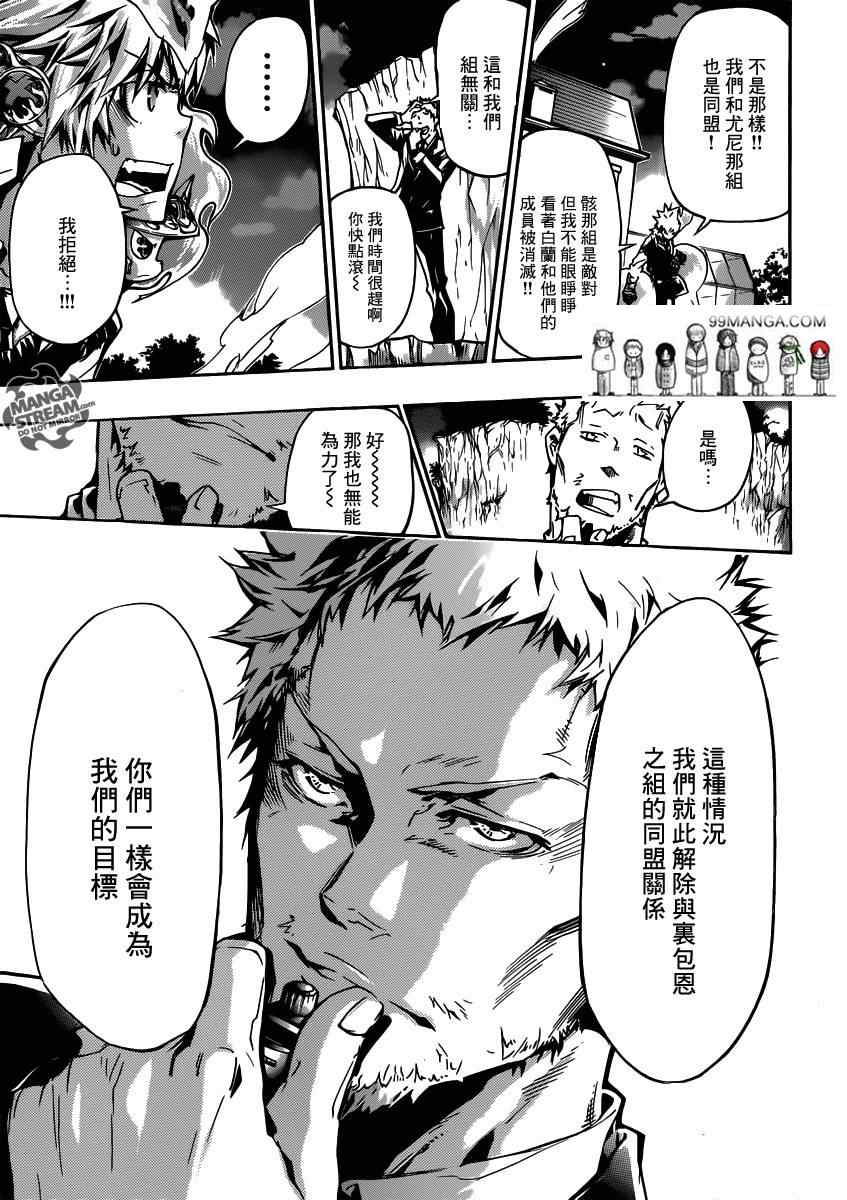 不是那樣!!
我們和尤尼那組
也是同盟!
骸那組是敵對
但我不能眼睜睜
看著白蘭和他們的
成員被消滅!!
這和我們
組無關…
我們時間很趕啊
你快點滾~
……
我拒絕…!!!
99MANGA.COM
是嗎…
好~~~~
那我也無能
為力了~
MANGA
STREAM.com
DO NOT MIRROR!
這種情況
我們就此解除與裏包恩
之組的同盟關係
你們一樣會成為
我們的目標